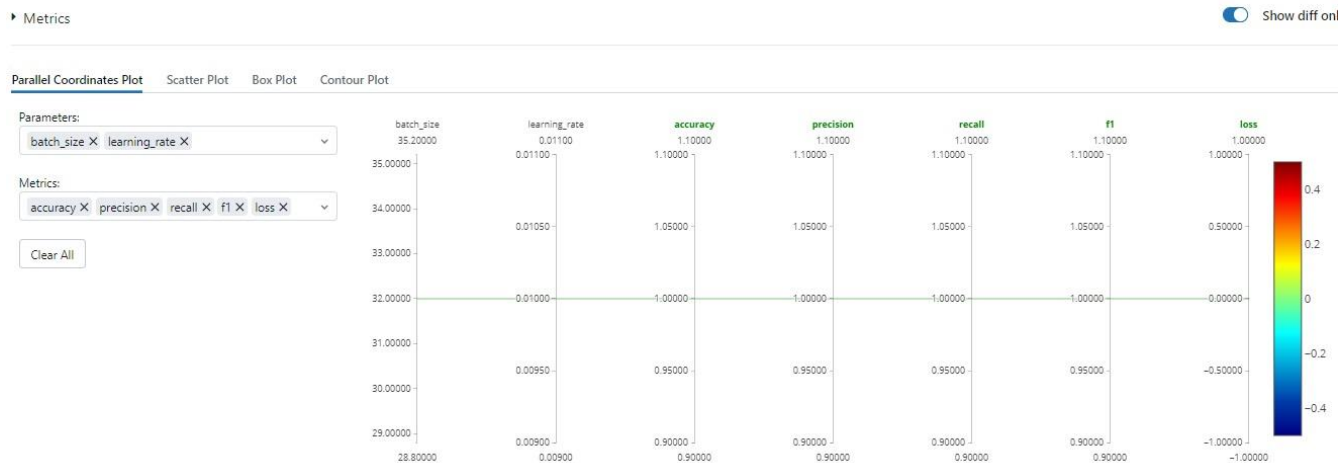 Metrics
Show diff onl
Parallel Coordinates Plot Scatter Plot Box Plot Contour Plot
Parameters:
batch_size × learning_rate ×
Metrics:
accuracy × precision × recall × f1 × loss ×
Clear All
batch_size learning_rate accuracy precision recall f1 loss
35.20000 0.01100 1.10000 1.10000 1.10000 1.10000 1.00000
0.01100 1.10000 1.10000 1.10000 1.10000 1.00000
35.00000
0.4
34.00000
0.01050 1.05000 1.05000 1.05000 1.05000 0.50000
0.2
33.00000
32.00000 0.01000 1.00000 1.00000 1.00000 1.00000 0.00000 0
31.00000
−0.2
0.00950 0.95000 0.95000 0.95000 0.95000 −0.50000
30.00000
−0.4
29.00000
0.00900 0.90000 0.90000 0.90000 0.90000 −1.00000
28.80000 0.00900 0.90000 0.90000 0.90000 0.90000 −1.00000